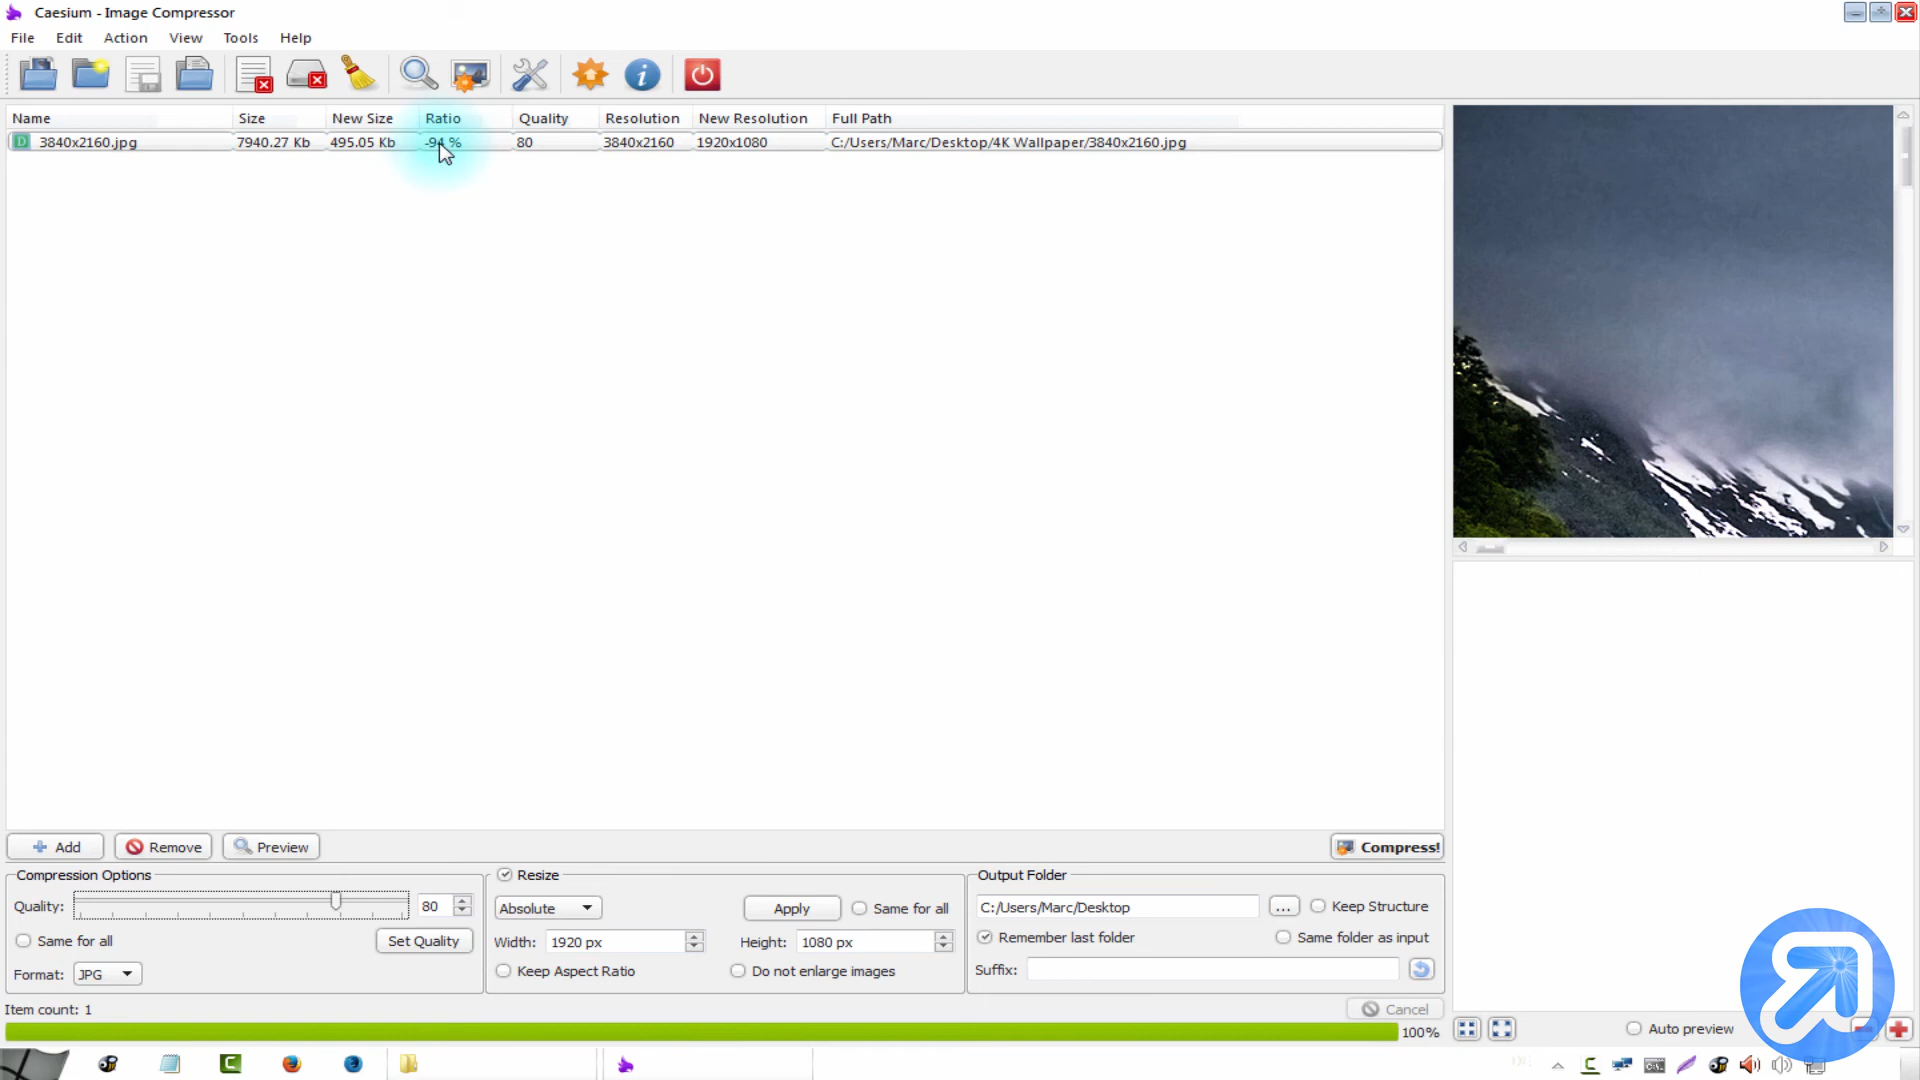 Caesium - Image Compressor
File Edit Action View Tools Help
Name Size New Size Ratio Quality Resolution New Resolution Full Path
3840x2160.jpg 7940.27 Kb 495.05 Kb -94 % 80 3840x2160 1920x1080 C:/Users/Marc/Desktop/4K Wallpaper/3840x2160.jpg
Add Remove Preview Compress!
Compression Options Resize Output Folder
Quality: 80 Absolute Apply Same for all C:/Users/Marc/Desktop ... Keep Structure
Same for all Set Quality Width: 1920 px Height: 1080 px Remember last folder Same folder as input
Format: JPG Keep Aspect Ratio Do not enlarge images Suffix:
Item count: 1 Cancel
100% Auto preview